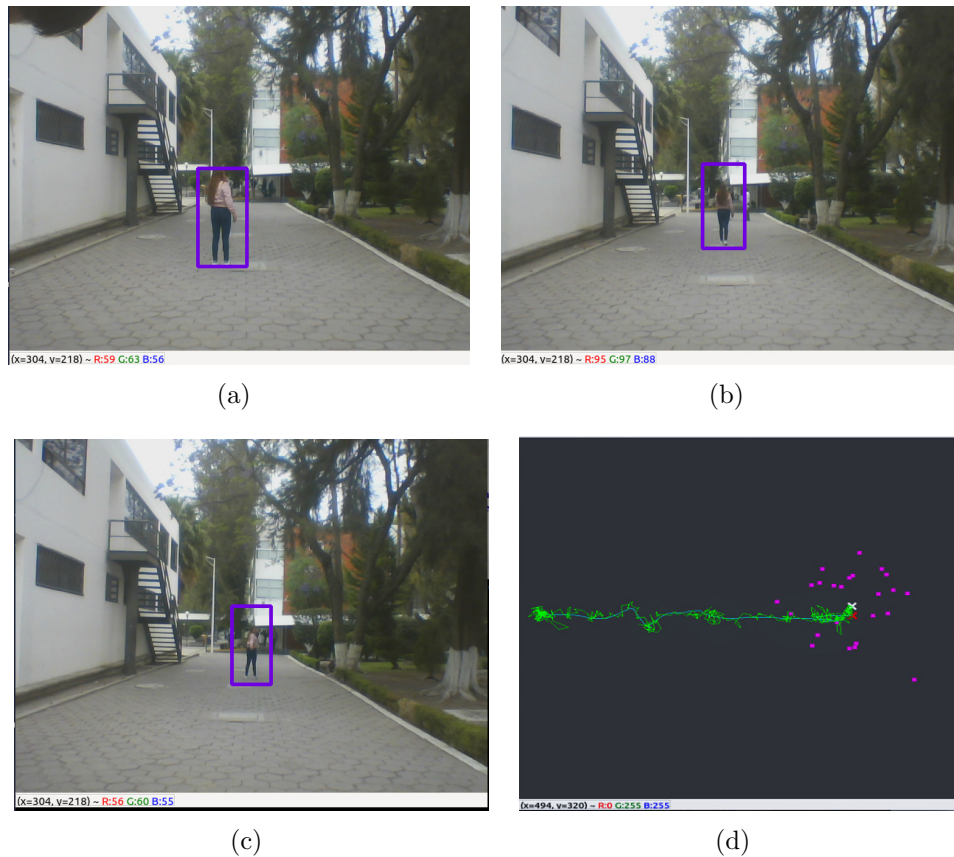 (x=304, y=218) ~ R:59 G:63 B:56
(x=304, y=218) ~ R:95 G:97 B:88
(a)
(b)
(x=304, y=218) ~ R:56 G:60 B:55
(x=494, y=320) ~ R:0 G:255 B:255
(c)
(d)